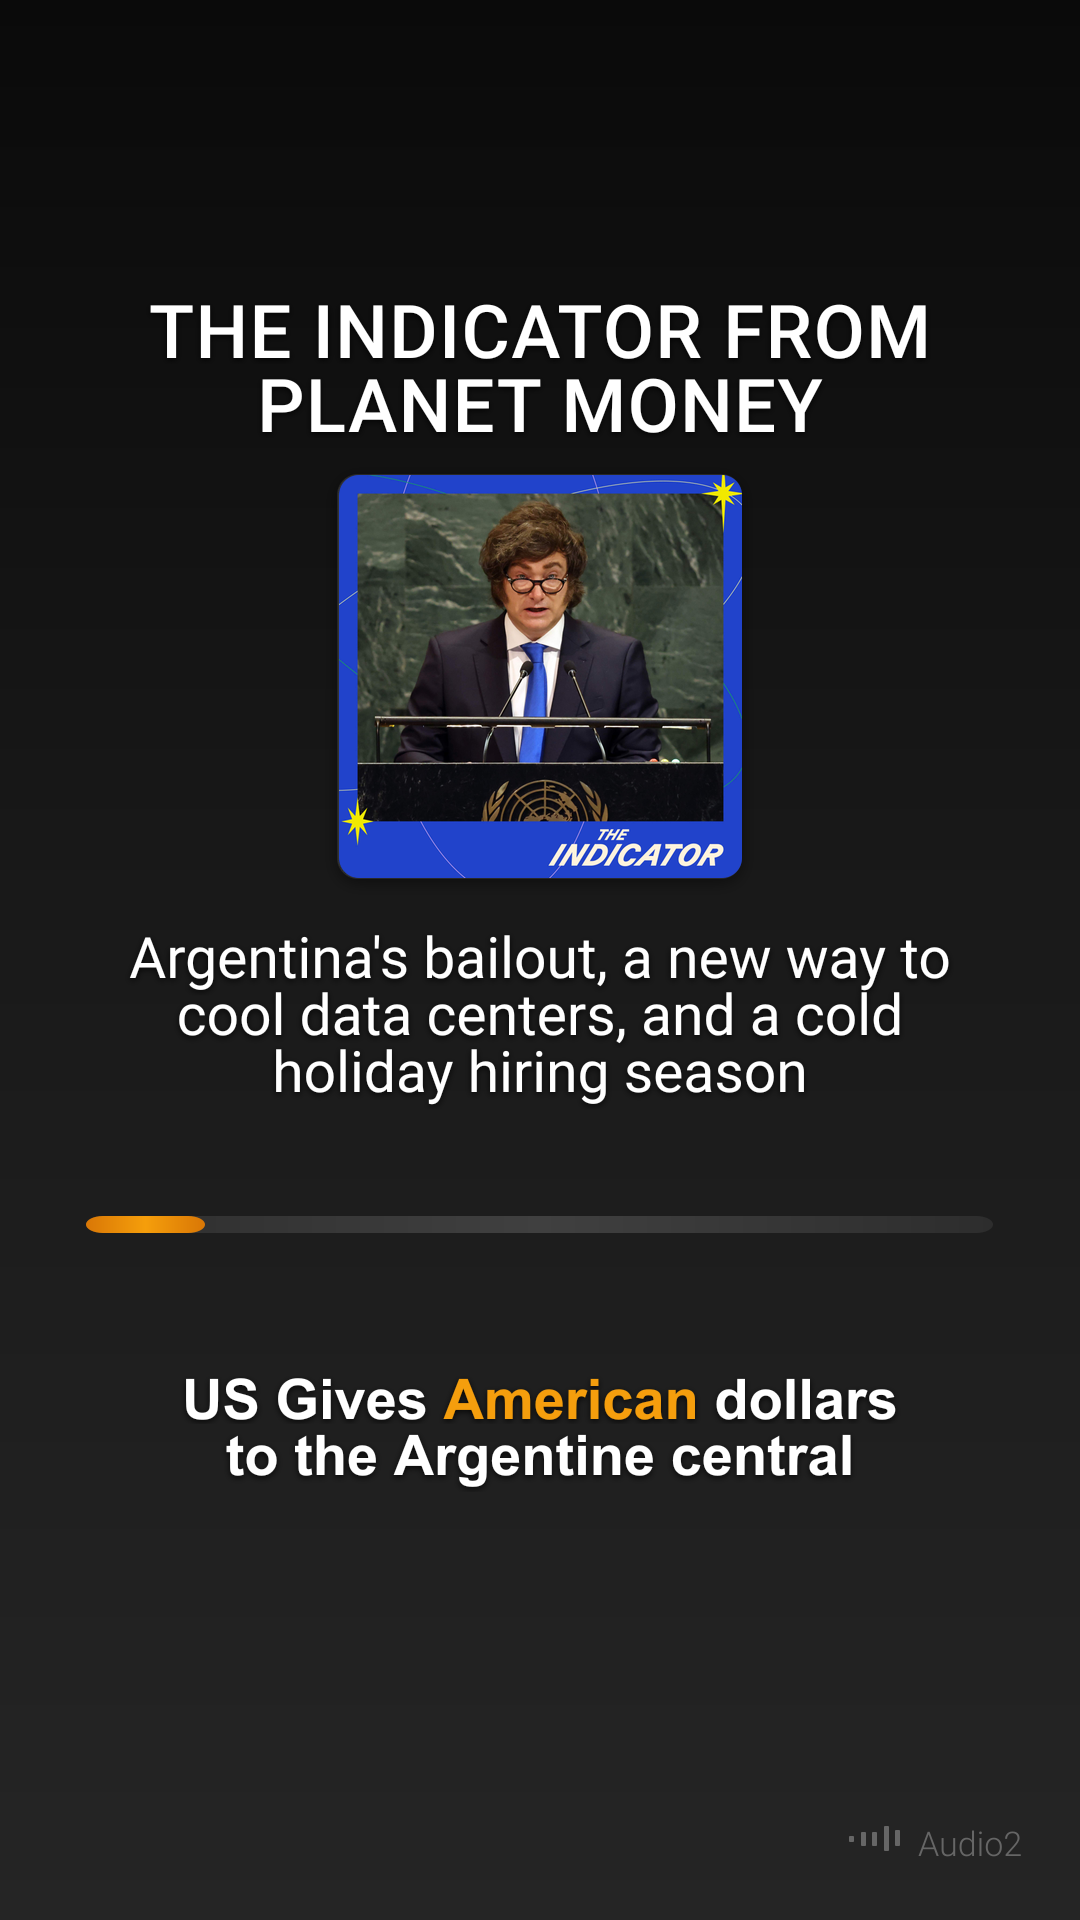 THE INDICATOR FROM
PLANET MONEY
THE
INDICATOR
Argentina's bailout, a new way to
cool data centers, and a cold
holiday hiring season
US Gives American dollars
to the Argentine central
Audio2